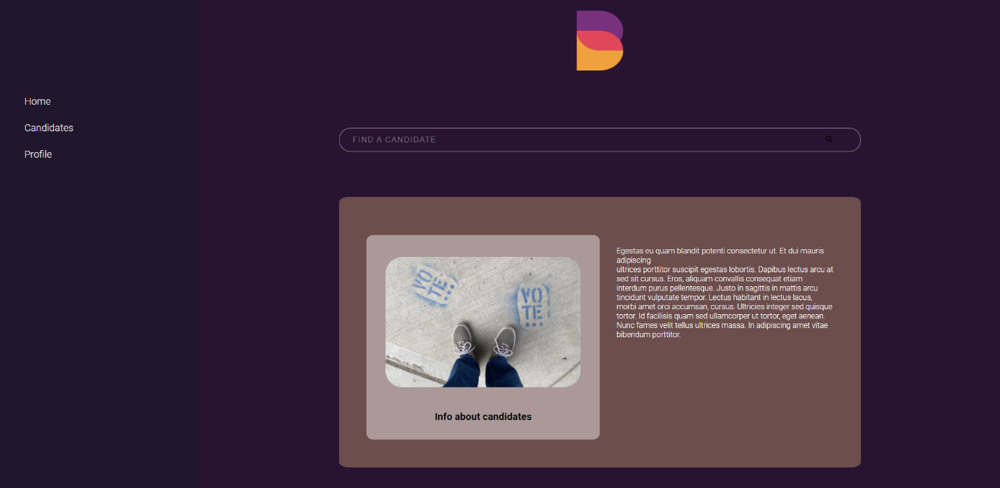 Home
Candidates
Profile
FIND A CANDIDATE
VOTE
VO
TE
Info about candidates
Egestas eu quam blandit potenti consectetur ut. Et dui mauris
adipiscing
ultrices porttitor suscipit egestas lobortis. Dapibus lectus arcu at
sed sit cursus. Eros, aliquam convallis consequat etiam
interdum purus pellentesque. Justo in sagittis in mattis arcu
tincidunt vulputate tempor. Lectus habitant in lectus lacus,
morbi amet orci accumsan, cursus. Ultricies integer sed quisque
tortor. Id facilisis quam sed ullamcorper ut tortor, eget aenean.
Nunc fames velit tellus ultrices massa. In adipiscing amet vitae
bibendum porttitor.